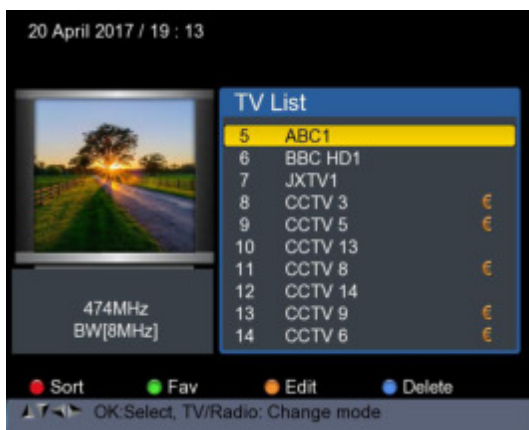 20 April 2017 / 19 : 13
TV List
5 ABC1
6 BBC HD1
7 JXTV1
8 CCTV 3 €
9 CCTV 5 €
10 CCTV 13
11 CCTV 8 €
12 CCTV 14
13 CCTV 9 €
14 CCTV 6 €
474MHz
BW[8MHz]
Sort Fav Edit Delete
OK:Select, TV/Radio: Change mode